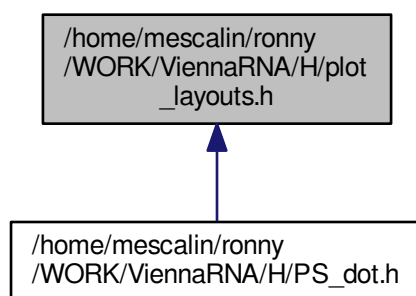 /home/mescalin/ronny
/WORK/ViennaRNA/H/plot
_layouts.h
/home/mescalin/ronny
/WORK/ViennaRNA/H/PS_dot.h